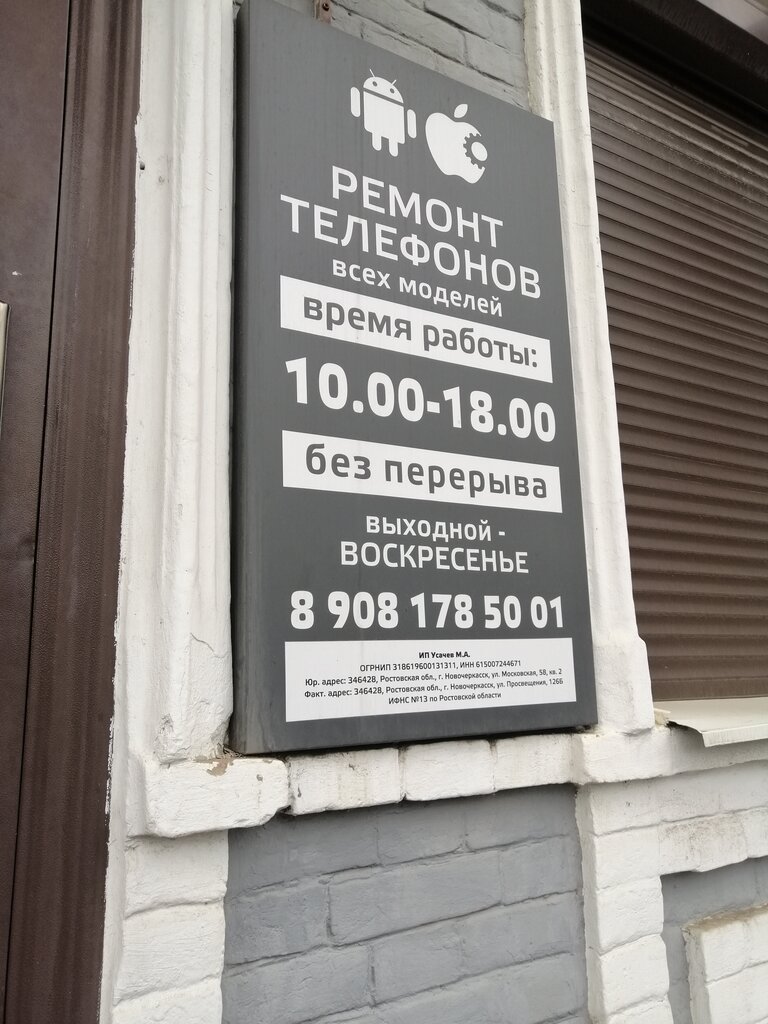 РЕМОНТ
ТЕЛЕФОНОВ
всех моделей
время работы:
10.00-18.00
без перерыва
выходной -
ВОСКРЕСЕНЬЕ
8 908 178 50 01
ИП Усачев М.А.
ОГРНИП 318619600131311, ИНН 615007244671
Юр. адрес: 346428, Ростовская обл., г. Новочеркасск, ул. Московская, 58, кв. 2
Факт. адрес: 346428, Ростовская обл., г. Новочеркасск, ул. Просвещения, 126Б
ИФНС №13 по Ростовской области